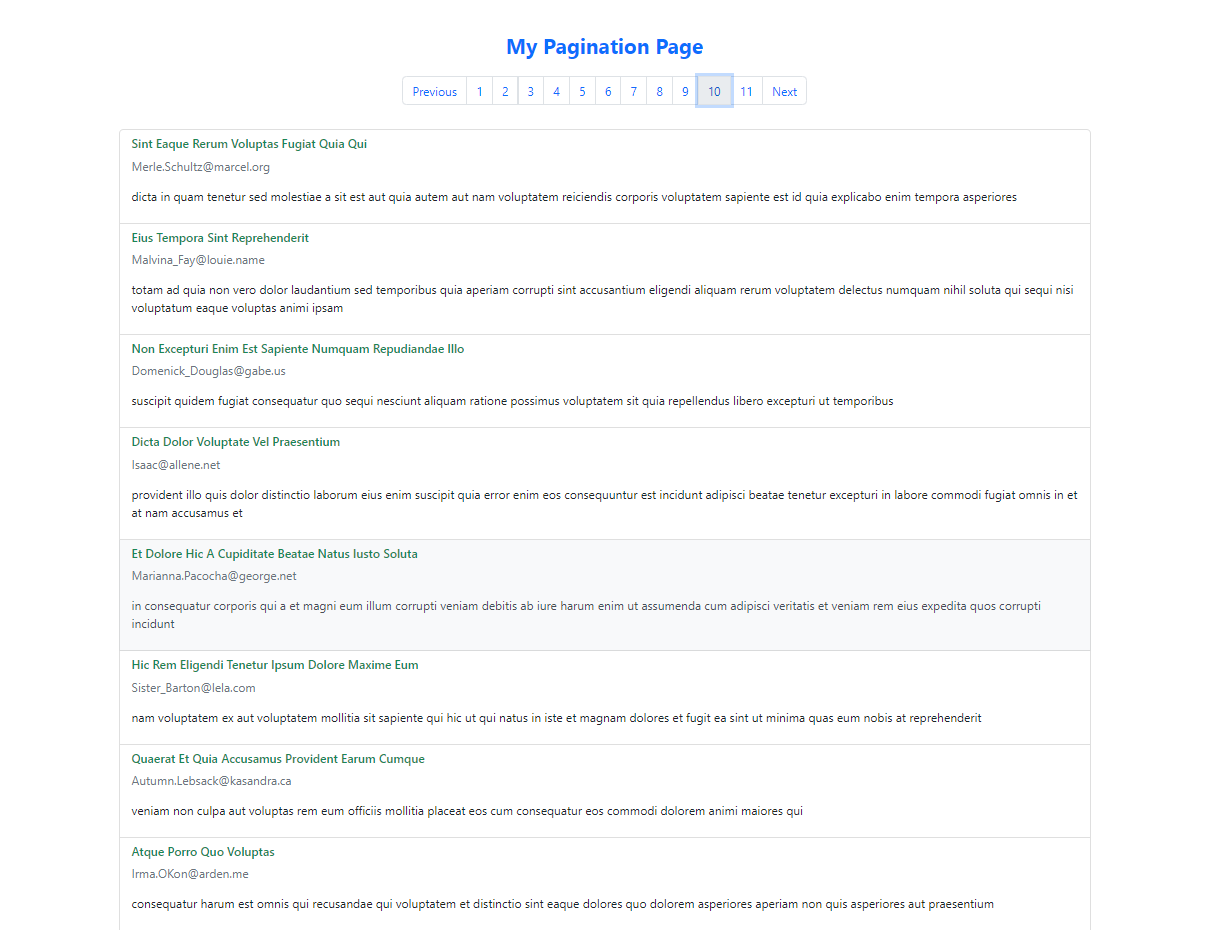 My Pagination Page
Previous 1 2 3 4 5 6 7 8 9 10 11 Next
Sint Eaque Rerum Voluptas Fugiat Quia Qui
Merle.Schultz@marcel.org
dicta in quam tenetur sed molestiae a sit est aut quia autem aut nam voluptatem reiciendis corporis voluptatem sapiente est id quia explicabo enim tempora asperiores
Eius Tempora Sint Reprehenderit
Malvina_Fay@louie.name
totam ad quia non vero dolor laudantium sed temporibus quia aperiam corrupti sint accusantium eligendi aliquam rerum voluptatem delectus numquam nihil soluta qui sequi nisi
voluptatum eaque voluptas animi ipsam
Non Excepturi Enim Est Sapiente Numquam Repudiandae Illo
Domenick_Douglas@gabe.us
suscipit quidem fugiat consequatur quo sequi nesciunt aliquam ratione possimus voluptatem sit quia repellendus libero excepturi ut temporibus
Dicta Dolor Voluptate Vel Praesentium
Isaac@allene.net
provident illo quis dolor distinctio laborum eius enim suscipit quia error enim eos consequuntur est incidunt adipisci beatae tenetur excepturi in labore commodi fugiat omnis in et
at nam accusamus et
Et Dolore Hic A Cupiditate Beatae Natus Iusto Soluta
Marianna.Pacocha@george.net
in consequatur corporis qui a et magni eum illum corrupti veniam debitis ab iure harum enim ut assumenda cum adipisci veritatis et veniam rem eius expedita quos corrupti
incidunt
Hic Rem Eligendi Tenetur Ipsum Dolore Maxime Eum
Sister_Barton@lela.com
nam voluptatem ex aut voluptatem mollitia sit sapiente qui hic ut qui natus in iste et magnam dolores et fugit ea sint ut minima quas eum nobis at reprehenderit
Quaerat Et Quia Accusamus Provident Earum Cumque
Autumn.Lebsack@kasandra.ca
veniam non culpa aut voluptas rem eum officiis mollitia placeat eos cum consequatur eos commodi dolorem animi maiores qui
Atque Porro Quo Voluptas
Irma.OKon@arden.me
consequatur harum est omnis qui recusandae qui voluptatem et distinctio sint eaque dolores quo dolorem asperiores aperiam non quis asperiores aut praesentium